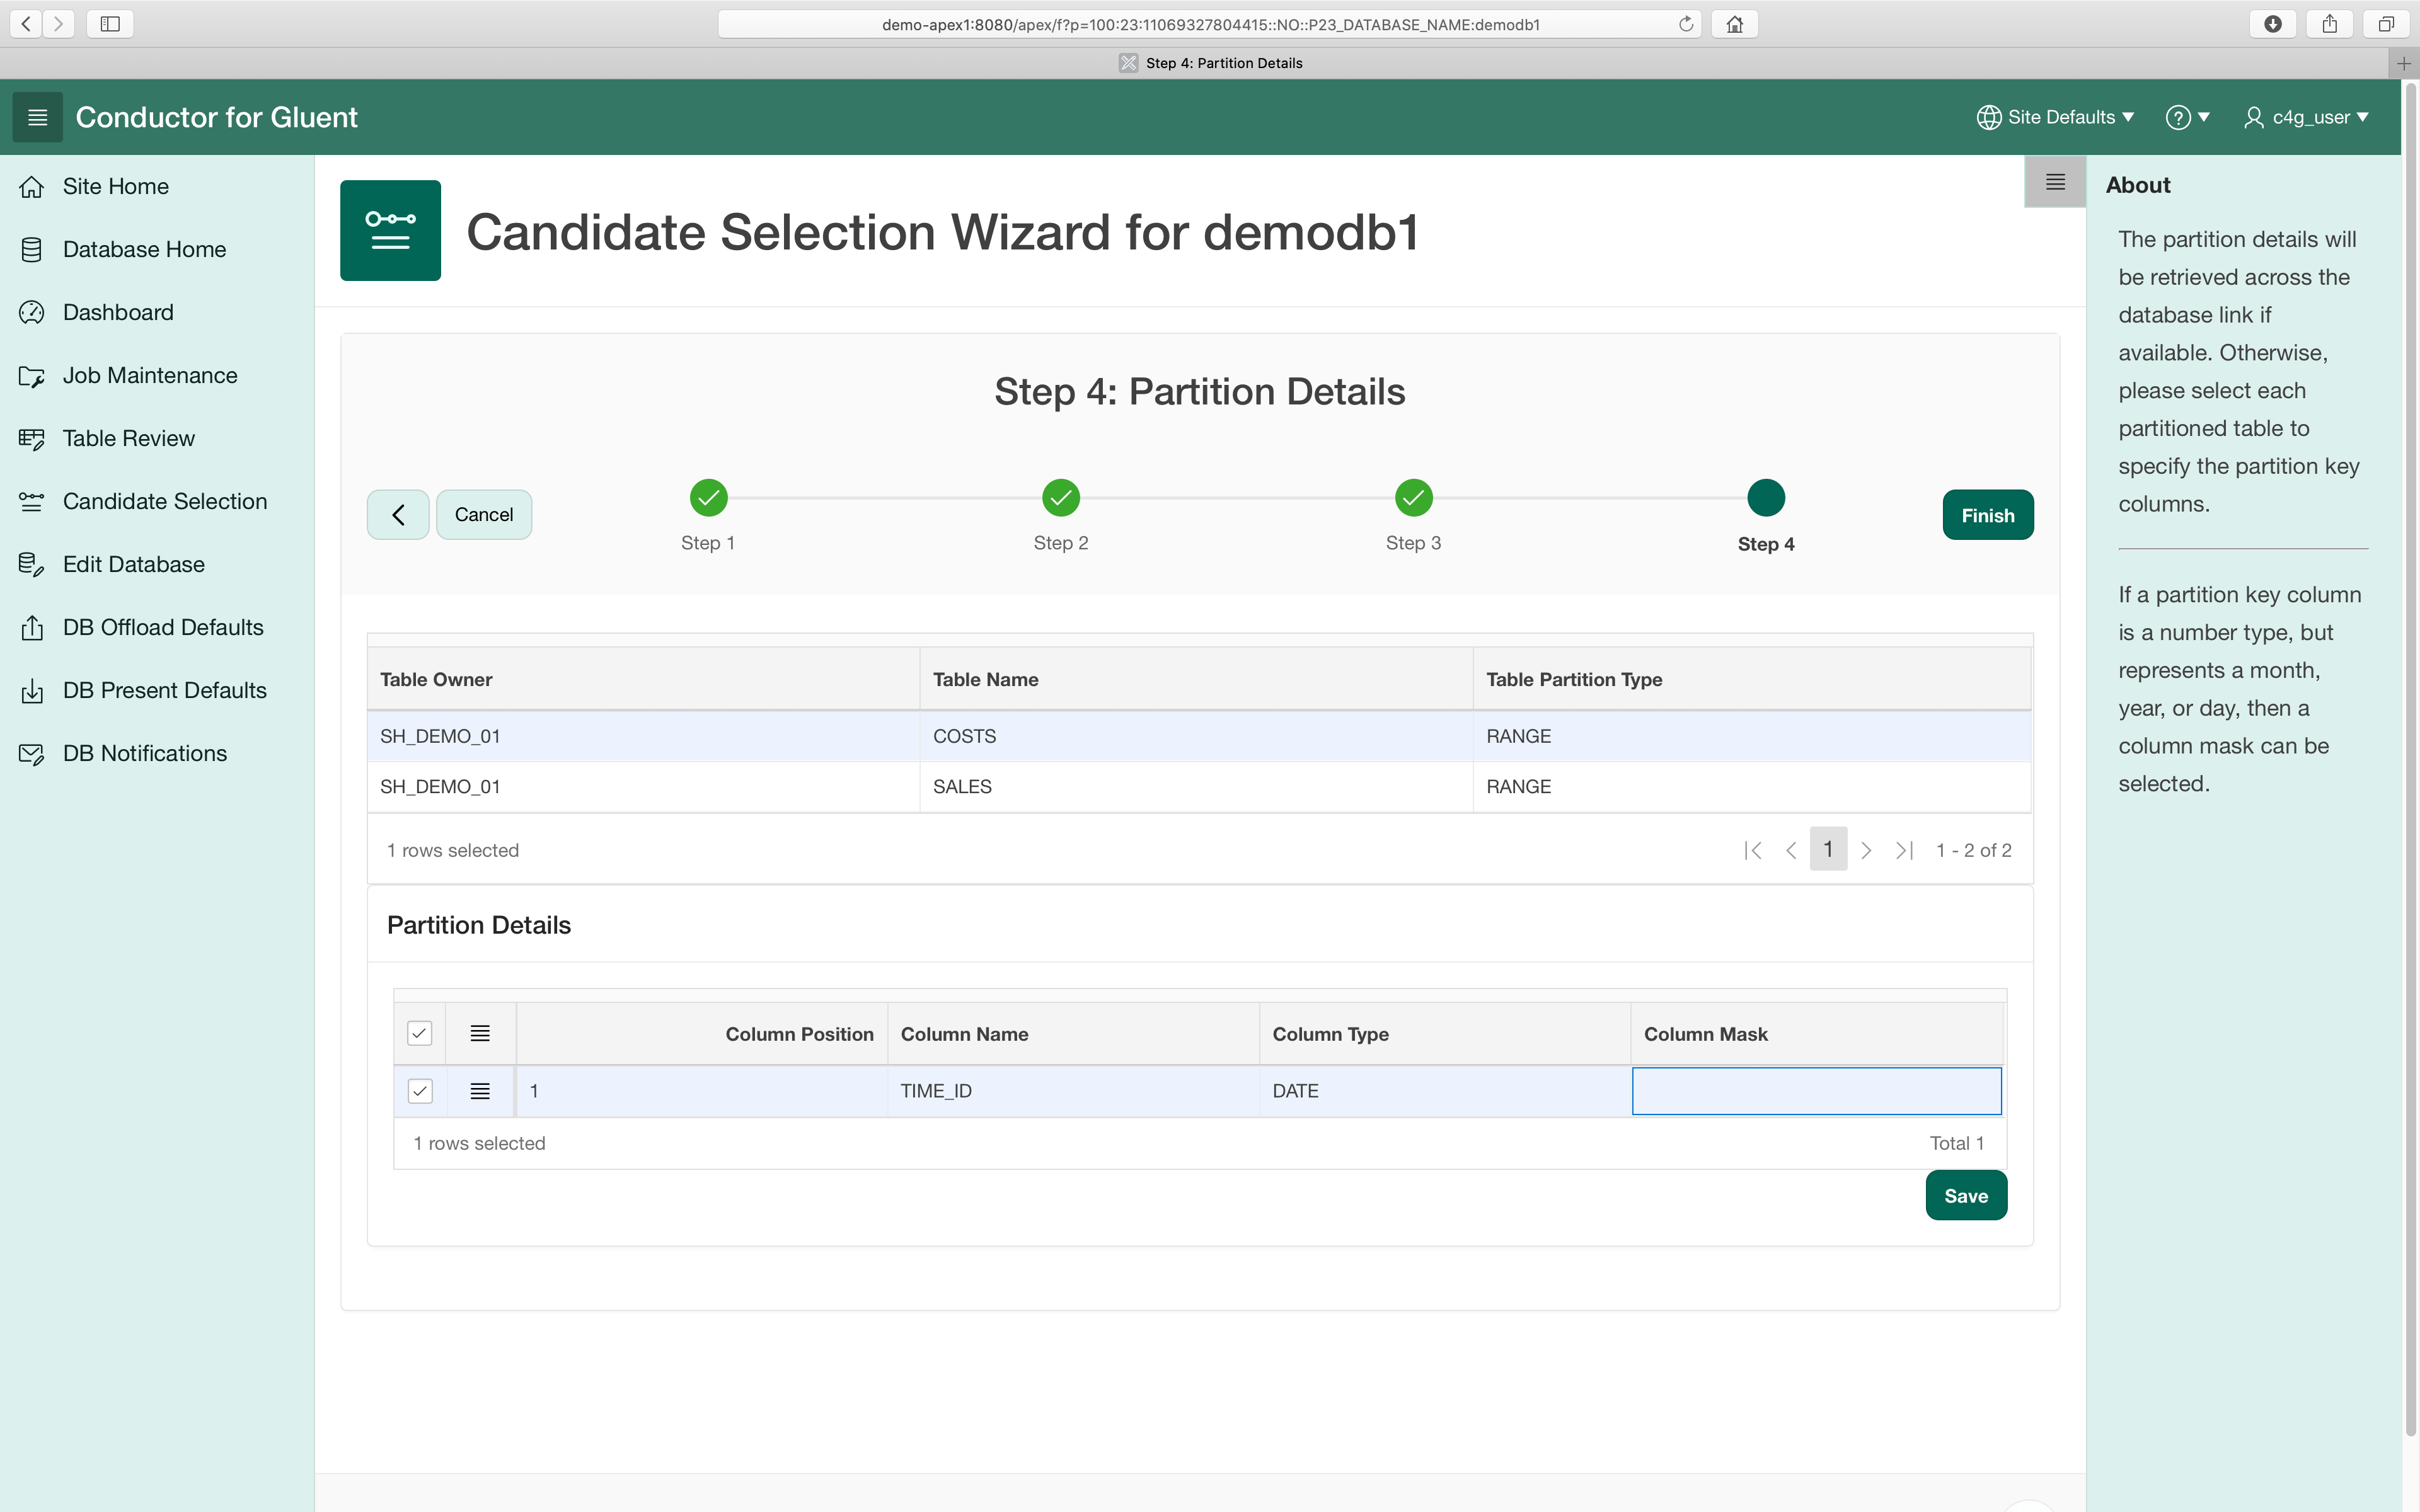 demo-apex1:8080/apex/f?p=100:23:11069327804415::NO::P23_DATABASE_NAME:demodb1
Step 4: Partition Details
Conductor for Gluent
Site Defaults
?
c4g_user
Site Home
Database Home
Dashboard
Job Maintenance
Table Review
Candidate Selection
Edit Database
DB Offload Defaults
DB Present Defaults
DB Notifications
Candidate Selection Wizard for demodb1
Step 4: Partition Details
Cancel
Step 1
Step 2
Step 3
Step 4
Finish
Table Owner Table Name Table Partition Type
SH_DEMO_01 COSTS RANGE
SH_DEMO_01 SALES RANGE
1 rows selected 1 1 - 2 of 2
Partition Details
Column Position Column Name Column Type Column Mask
1 TIME_ID DATE
1 rows selected Total 1
Save
About
The partition details will
be retrieved across the
database link if
available. Otherwise,
please select each
partitioned table to
specify the partition key
columns.
If a partition key column
is a number type, but
represents a month,
year, or day, then a
column mask can be
selected.